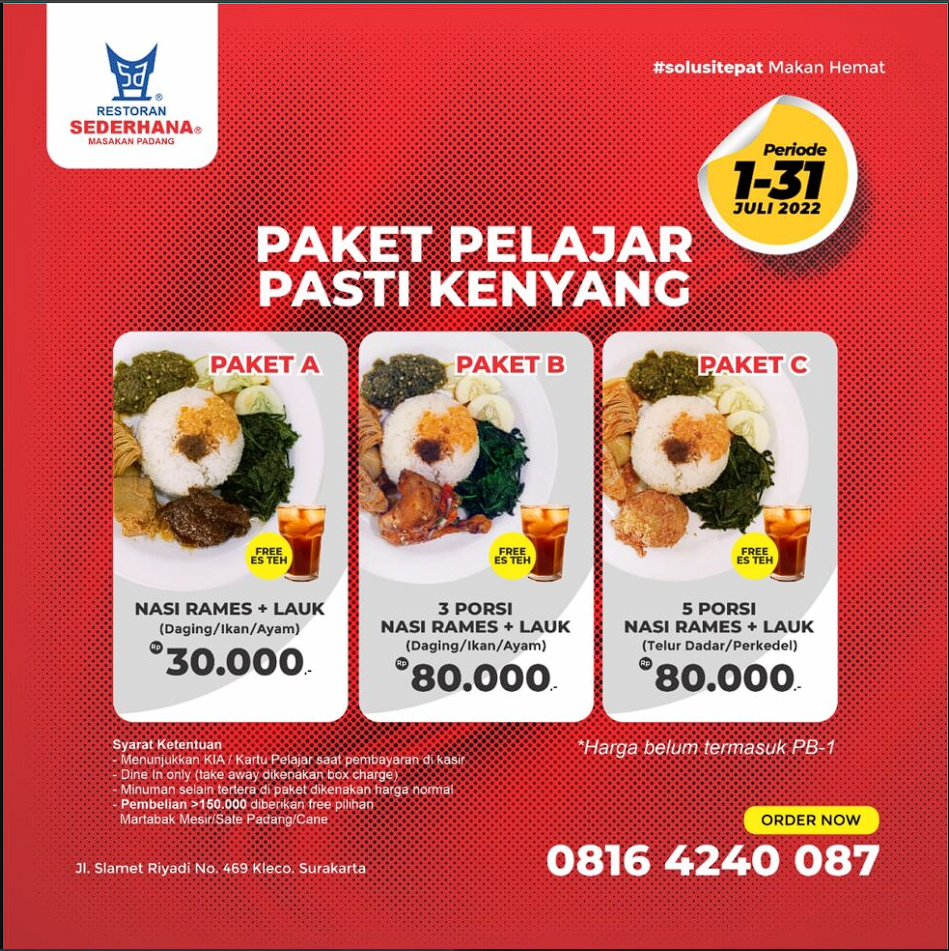 SD
RESTORAN
SEDERHANA®
MASAKAN PADANG
#solusitepat Makan Hemat
Periode
1-31
JULI 2022
PAKET PELAJAR
PASTI KENYANG
PAKET A
FREE
ES TEH
NASI RAMES + LAUK
(Daging/Ikan/Ayam)
Rp 30.000,-
PAKET B
FREE
ES TEH
3 PORSI
NASI RAMES + LAUK
(Daging/Ikan/Ayam)
Rp 80.000,-
PAKET C
FREE
ES TEH
5 PORSI
NASI RAMES + LAUK
(Telur Dadar/Perkedel)
Rp 80.000,-
Syarat Ketentuan
- Menunjukkan KIA / Kartu Pelajar saat pembayaran di kasir
- Dine In only (take away dikenakan box charge)
- Minuman selain tertera di paket dikenakan harga normal
- Pembelian >150.000 diberikan free pilihan
Martabak Mesir/Sate Padang/Cane
*Harga belum termasuk PB-1
ORDER NOW
0816 4240 087
Jl. Slamet Riyadi No. 469 Kleco. Surakarta